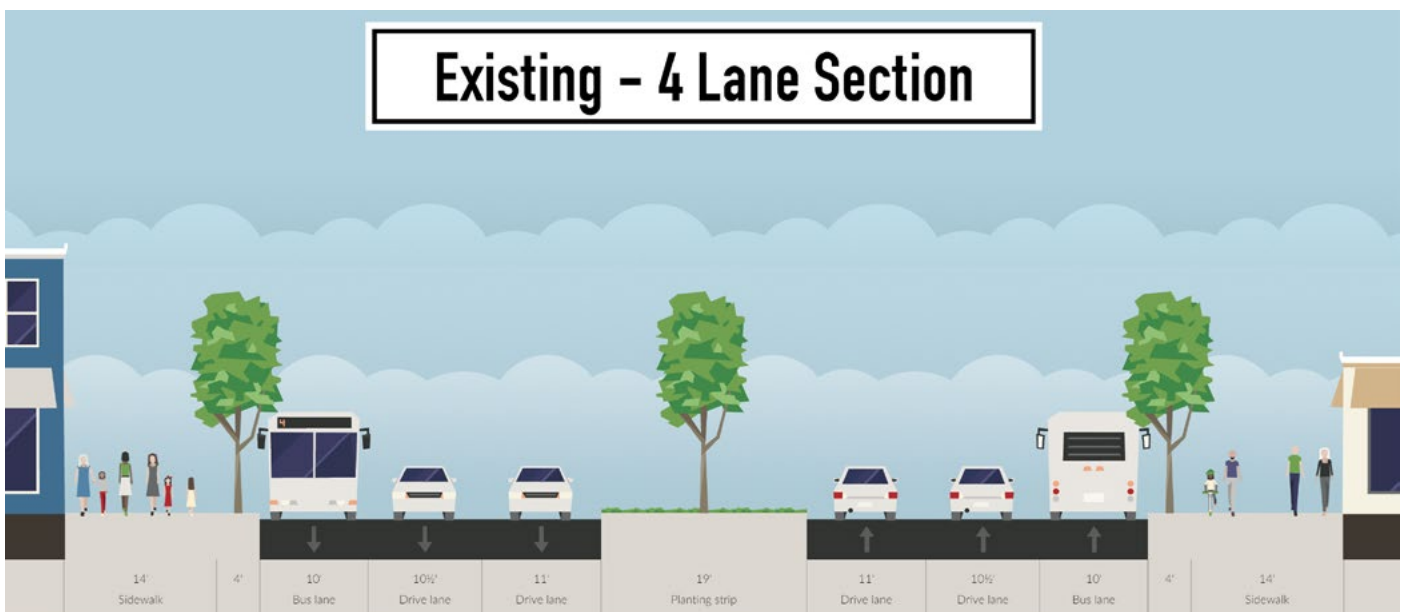 Existing - 4 Lane Section
4
14' 4' 10' 10½' 11' 19' 11' 10½' 10' 4' 14'
Sidewalk Bus lane Drive lane Drive lane Planting strip Drive lane Drive lane Bus lane Sidewalk